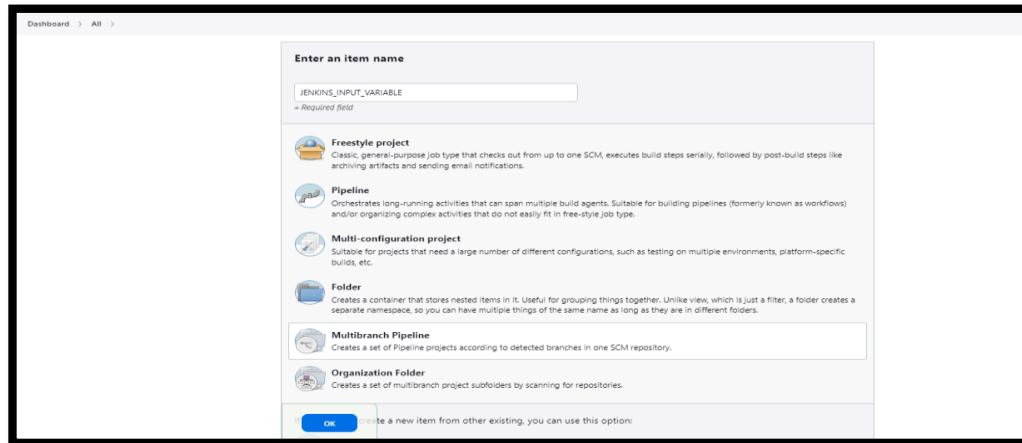 Dashboard > All >
Enter an item name
JENKINS_INPUT_VARIABLE
» Required field
Freestyle project
Classic, general-purpose job type that checks out from up to one SCM, executes build steps serially, followed by post-build steps like
archiving artifacts and sending email notifications.
Pipeline
Orchestrates long-running activities that can span multiple build agents. Suitable for building pipelines (formerly known as workflows)
and/or organizing complex activities that do not easily fit in free-style job type.
Multi-configuration project
Suitable for projects that need a large number of different configurations, such as testing on multiple environments, platform-specific
builds, etc.
Folder
Creates a container that stores nested items in it. Useful for grouping things together. Unlike view, which is just a filter, a folder creates a
separate namespace, so you can have multiple things of the same name as long as they are in different folders.
Multibranch Pipeline
Creates a set of Pipeline projects according to detected branches in one SCM repository.
Organization Folder
Creates a set of multibranch project subfolders by scanning for repositories.
OK
a new item from other existing, you can use this option: